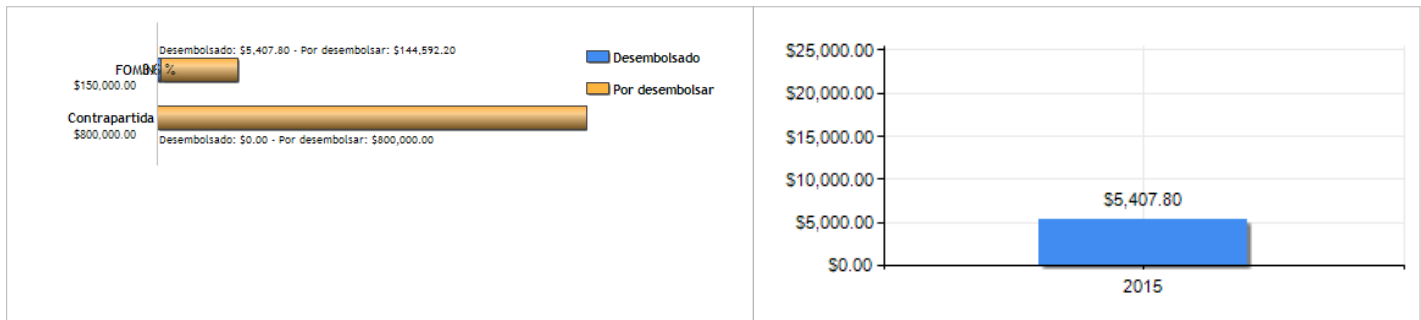 Desembolsado: $5,407.80 - Por desembolsar: $144,592.20
FOMIN
$150,000.00
Contrapartida
$800,000.00
Desembolsado: $0.00 - Por desembolsar: $800,000.00
Desembolsado
Por desembolsar
$25,000.00
$20,000.00
$15,000.00
$10,000.00
$5,000.00
$0.00
$5,407.80
2015